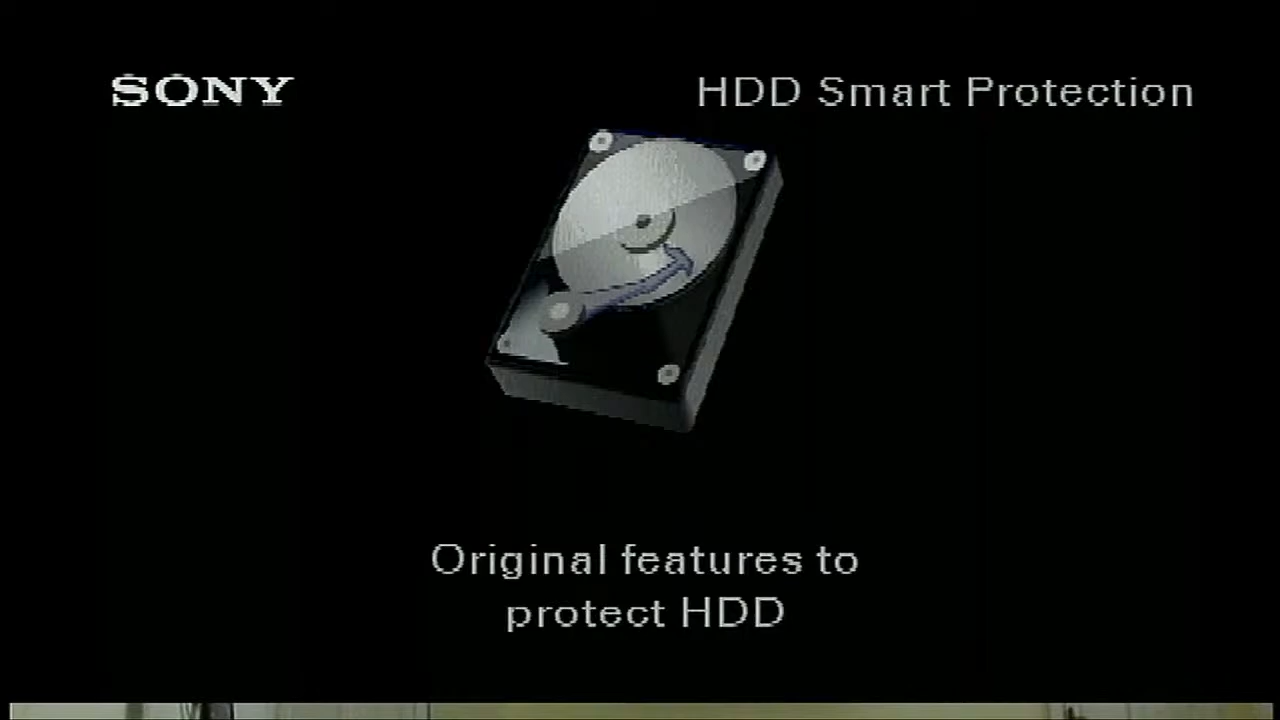 SONY
HDD Smart Protection
Original features to
protect HDD